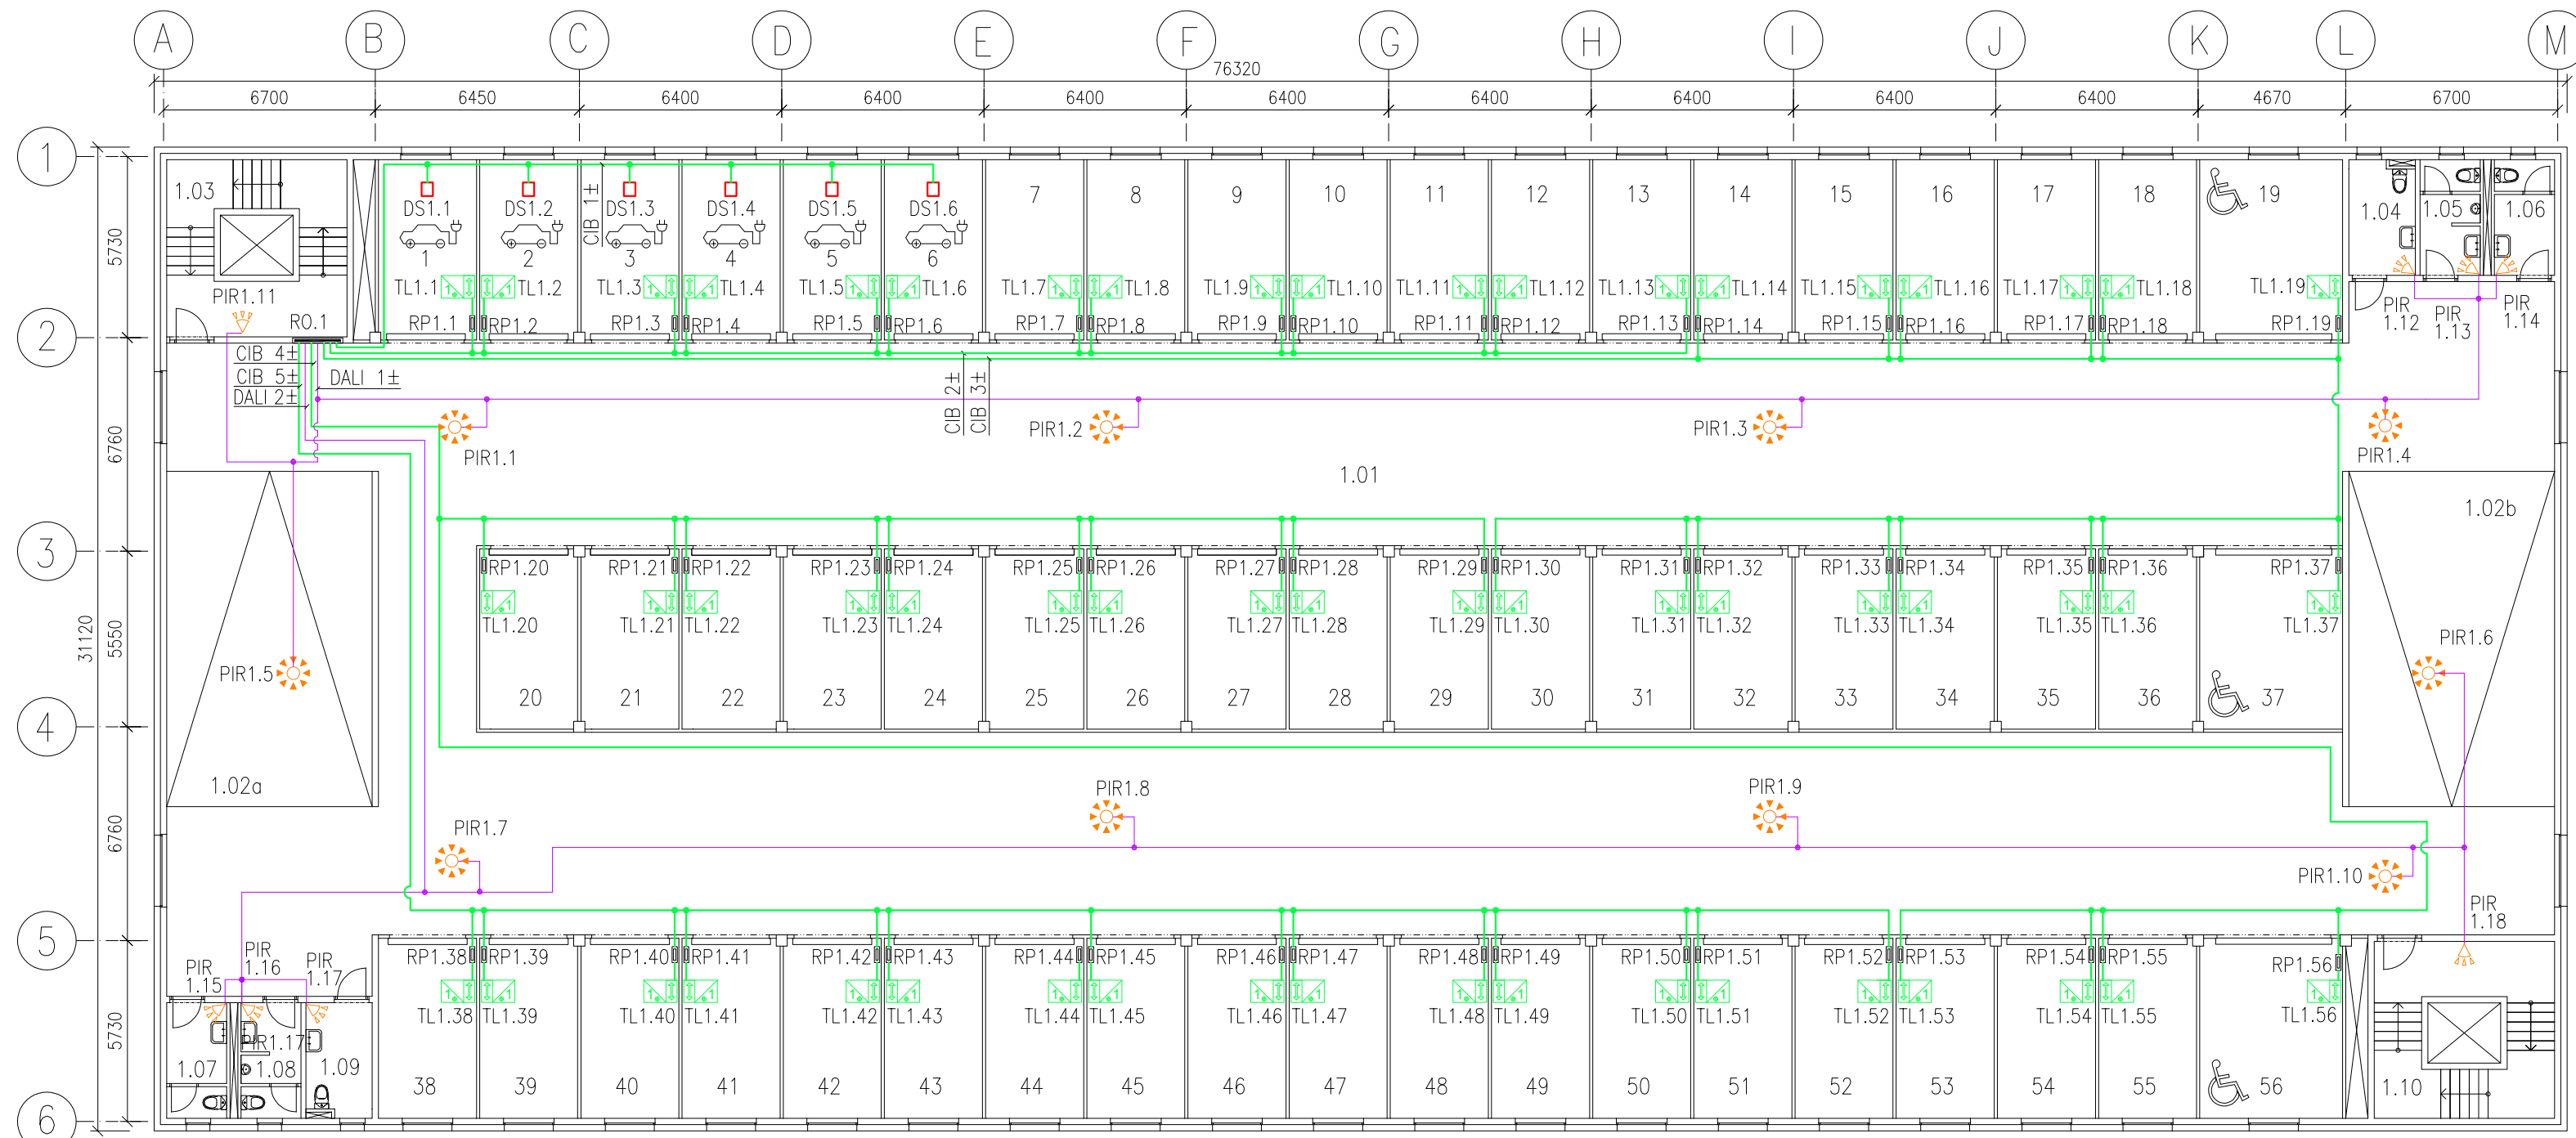 A B C D E F G H I J K L M
76320
6700 6450 6400 6400 6400 6400 6400 6400 6400 6400 4670 6700
1
1.03
CIB 1±
DS1.1 DS1.2 DS1.3 DS1.4 DS1.5 DS1.6
7 8 9 10 11 12 13 14 15 16 17 18 19
1.04 1.05 1.06
5730
1 2 3 4 5 6
TL1.1 TL1.2 TL1.3 TL1.4 TL1.5 TL1.6 TL1.7 TL1.8 TL1.9 TL1.10 TL1.11 TL1.12 TL1.13 TL1.14 TL1.15 TL1.16 TL1.17 TL1.18 TL1.19
PIR1.11
RO.1
RP1.1 RP1.2 RP1.3 RP1.4 RP1.5 RP1.6 RP1.7 RP1.8 RP1.9 RP1.10 RP1.11 RP1.12 RP1.13 RP1.14 RP1.15 RP1.16 RP1.17 RP1.18 RP1.19
PIR
1.12
PIR
1.13
PIR
1.14
2
CIB 4±
CIB 5±
DALI 2±
DALI 1±
CIB 2±
CIB 3±
6760
PIR1.1 PIR1.2 PIR1.3 PIR1.4
1.01
1.02b
3
RP1.20 RP1.21 RP1.22 RP1.23 RP1.24 RP1.25 RP1.26 RP1.27 RP1.28 RP1.29 RP1.30 RP1.31 RP1.32 RP1.33 RP1.34 RP1.35 RP1.36 RP1.37
TL1.20 TL1.21 TL1.22 TL1.23 TL1.24 TL1.25 TL1.26 TL1.27 TL1.28 TL1.29 TL1.30 TL1.31 TL1.32 TL1.33 TL1.34 TL1.35 TL1.36 TL1.37
31120
5550
PIR1.5
PIR1.6
20 21 22 23 24 25 26 27 28 29 30 31 32 33 34 35 36 37
4
1.02a
6760
PIR1.7 PIR1.8 PIR1.9 PIR1.10
PIR
1.18
5
PIR
1.15
PIR
1.16
PIR
1.17
RP1.38 RP1.39 RP1.40 RP1.41 RP1.42 RP1.43 RP1.44 RP1.45 RP1.46 RP1.47 RP1.48 RP1.49 RP1.50 RP1.51 RP1.52 RP1.53 RP1.54 RP1.55 RP1.56
TL1.38 TL1.39 TL1.40 TL1.41 TL1.42 TL1.43 TL1.44 TL1.45 TL1.46 TL1.47 TL1.48 TL1.49 TL1.50 TL1.51 TL1.52 TL1.53 TL1.54 TL1.55 TL1.56
5730
PIR1.17
1.07 1.08 1.09
38 39 40 41 42 43 44 45 46 47 48 49 50 51 52 53 54 55 56
1.10
6